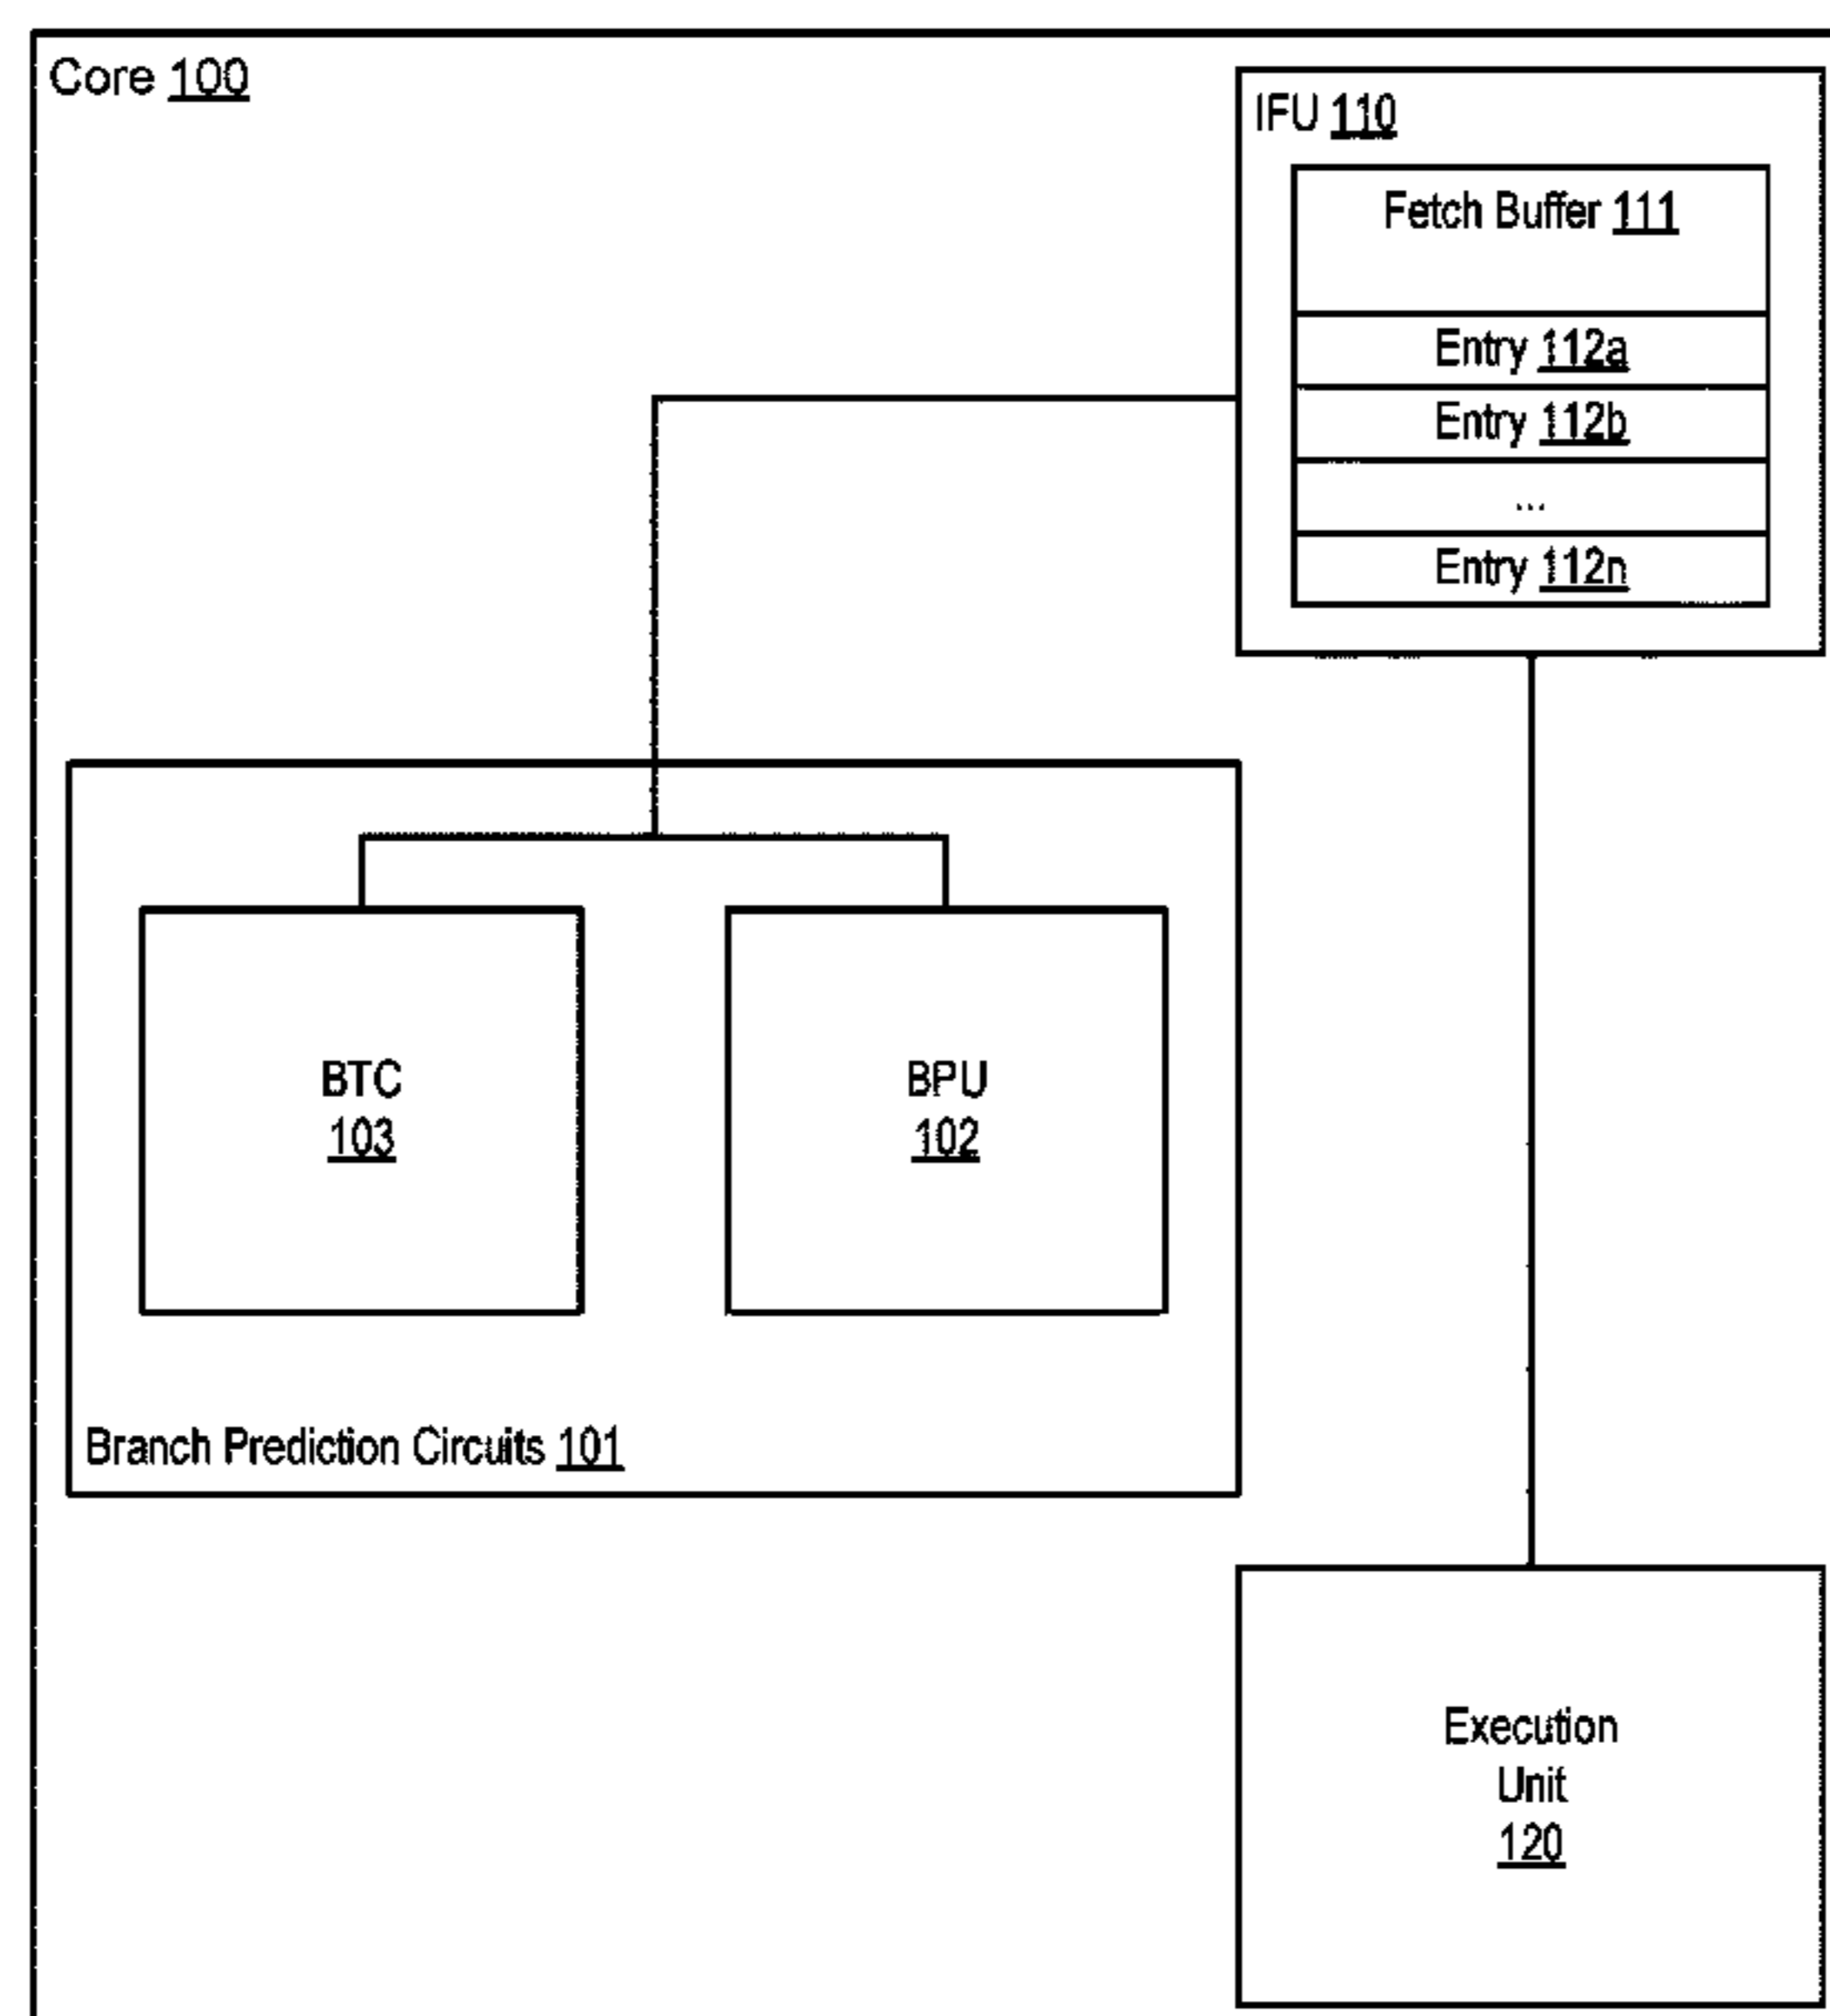 Core 100
IFU 110
Fetch Buffer 111
Entry 112a
Entry 112b
...
Entry 112n
BTC
103
BPU
102
Branch Prediction Circuits 101
Execution
Unit
120